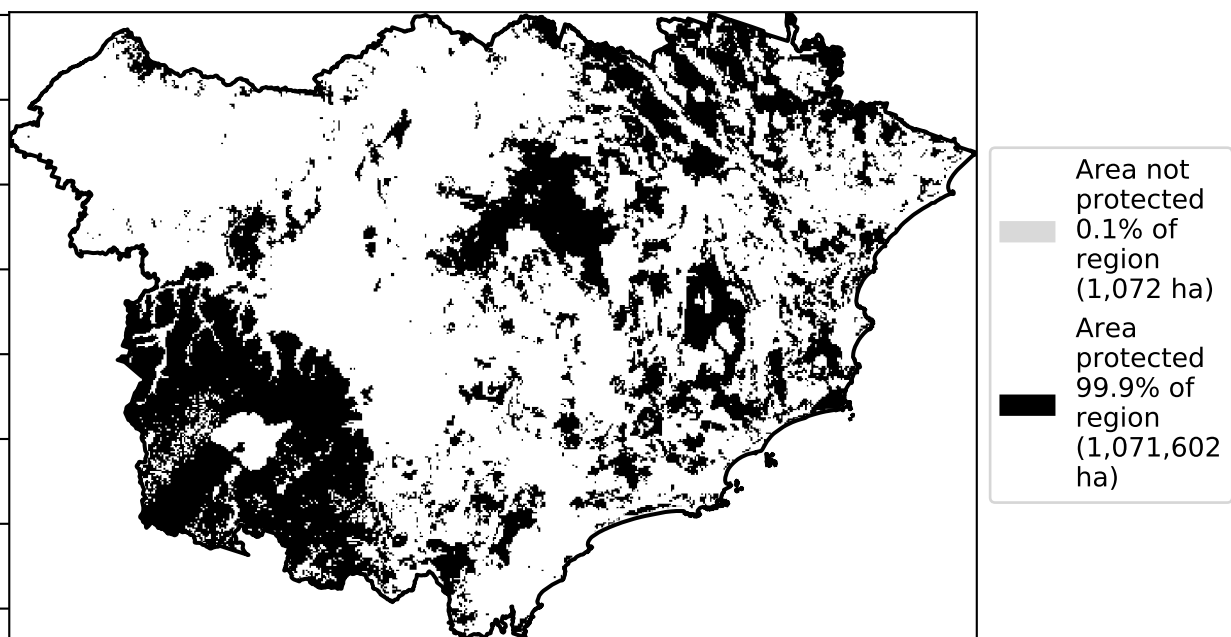 Area not
protected
0.1% of
region
(1,072 ha)
Area
protected
99.9% of
region
(1,071,602
ha)